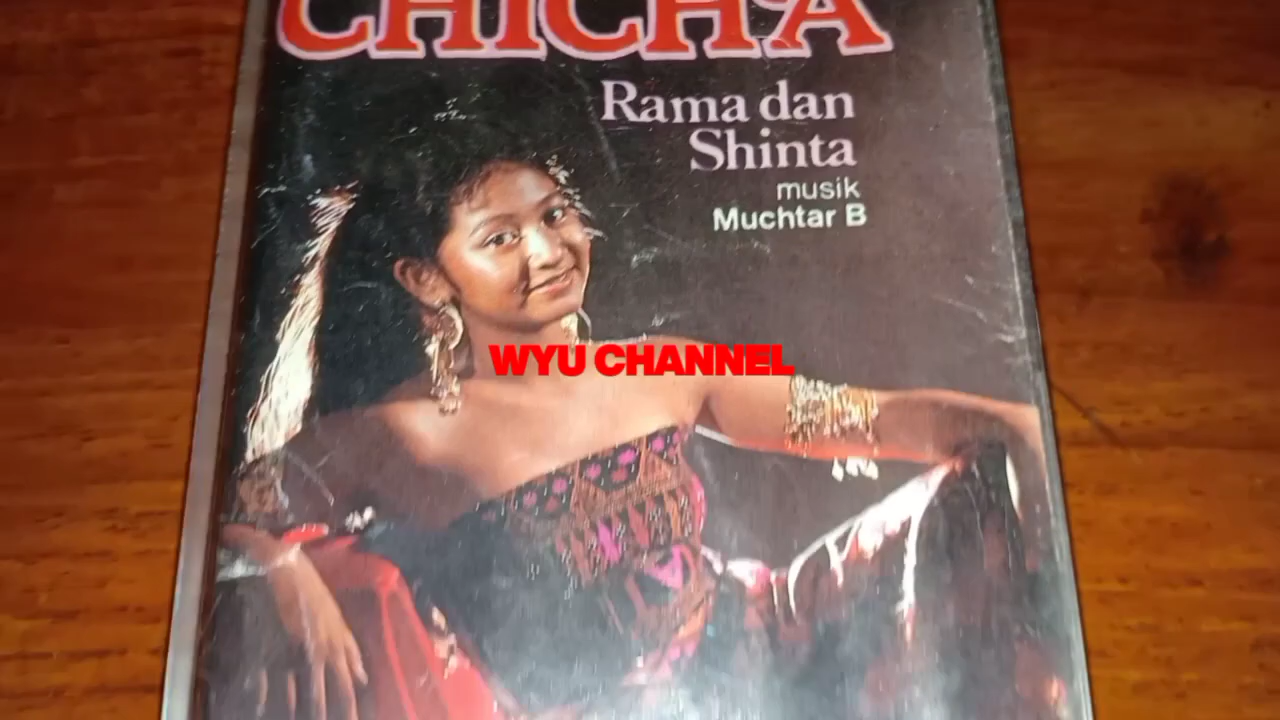 CHICHA
Rama dan
Shinta
musik
Muchtar B
WYU CHANNEL